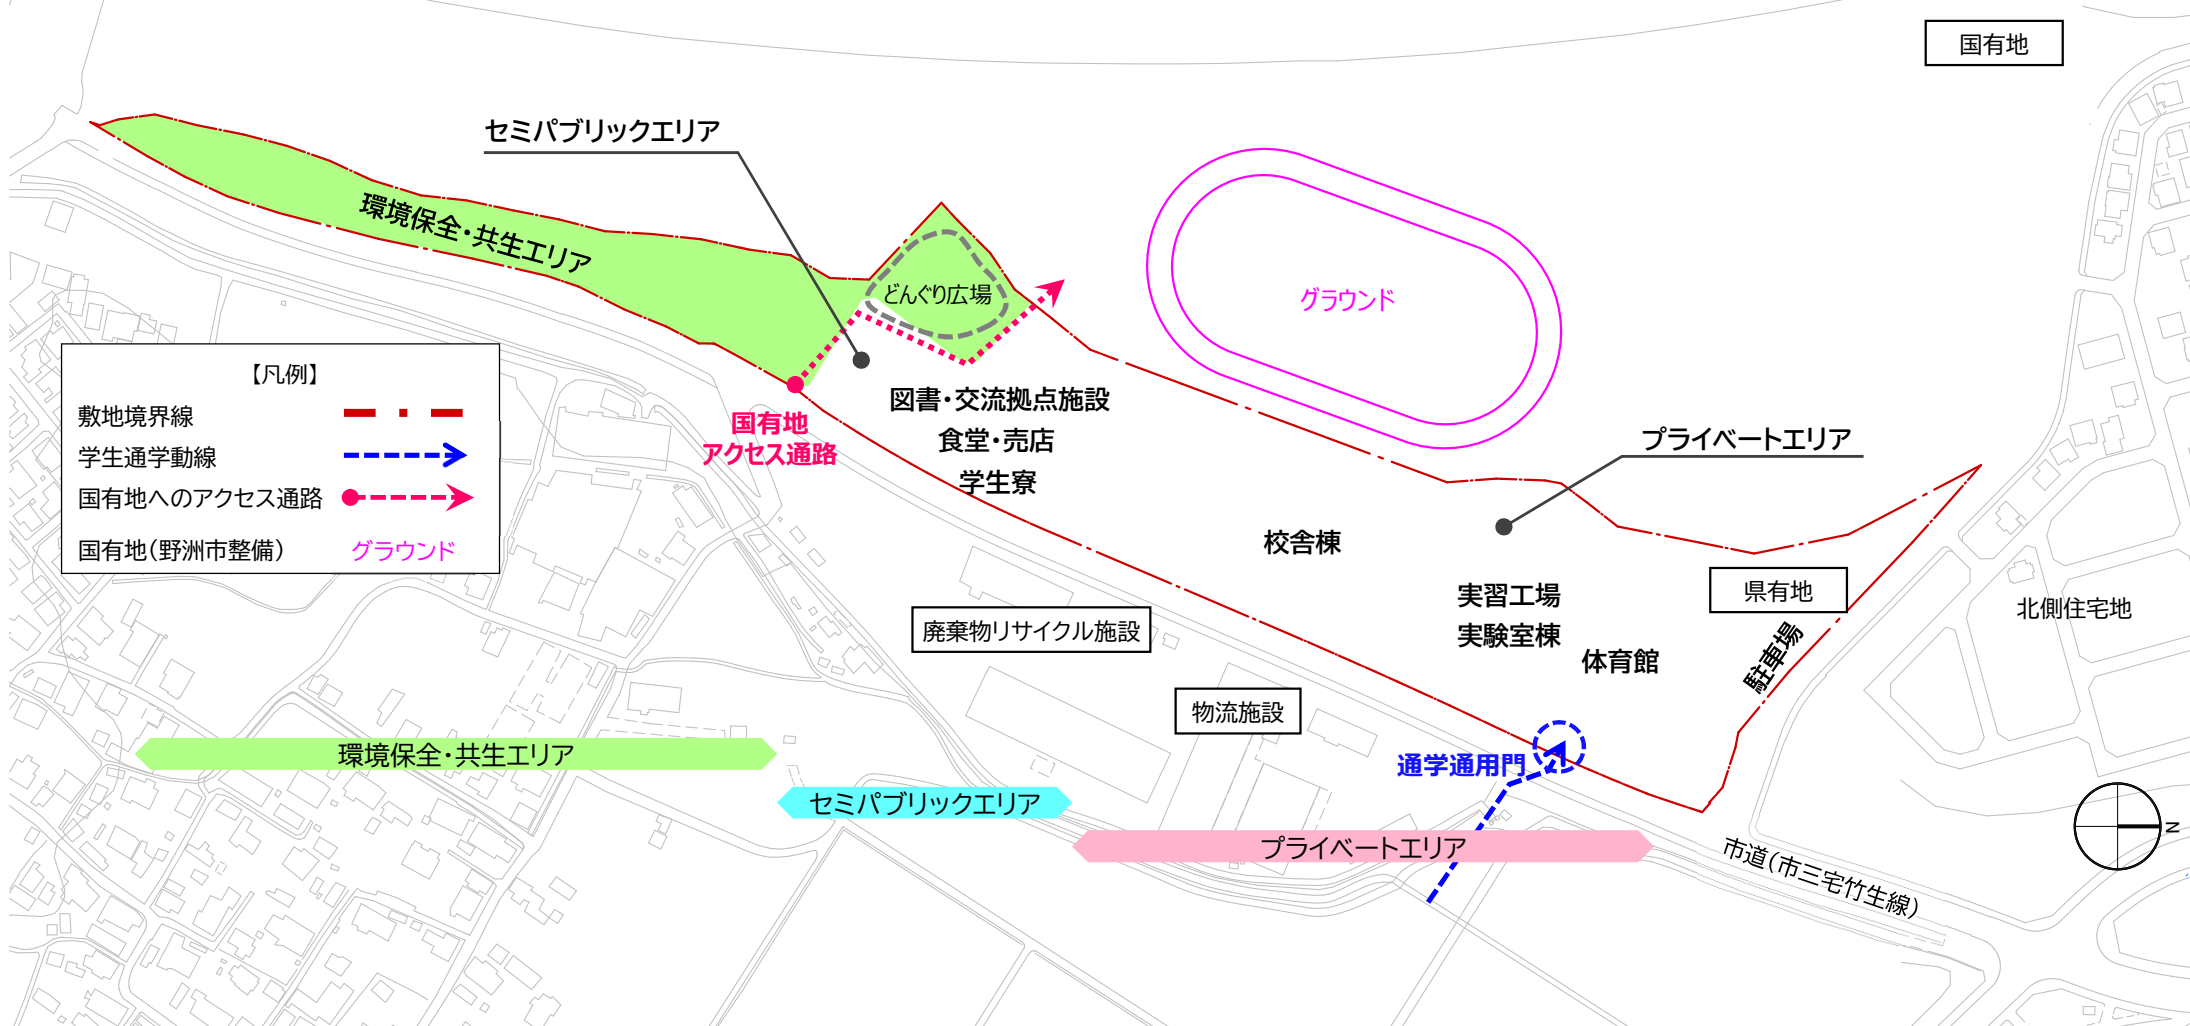 国有地
セミパブリックエリア
環境保全・共生エリア
どんぐり広場
グラウンド
【凡例】
敷地境界線
学生通学動線
国有地へのアクセス通路
国有地(野洲市整備)
グラウンド
国有地
アクセス通路
図書・交流拠点施設
食堂・売店
学生寮
プライベートエリア
校舎棟
実習工場
実験室棟
体育館
県有地
駐車場
北側住宅地
廃棄物リサイクル施設
物流施設
通学通用門
環境保全・共生エリア
セミパブリックエリア
プライベートエリア
市道(市三宅竹生線)
N